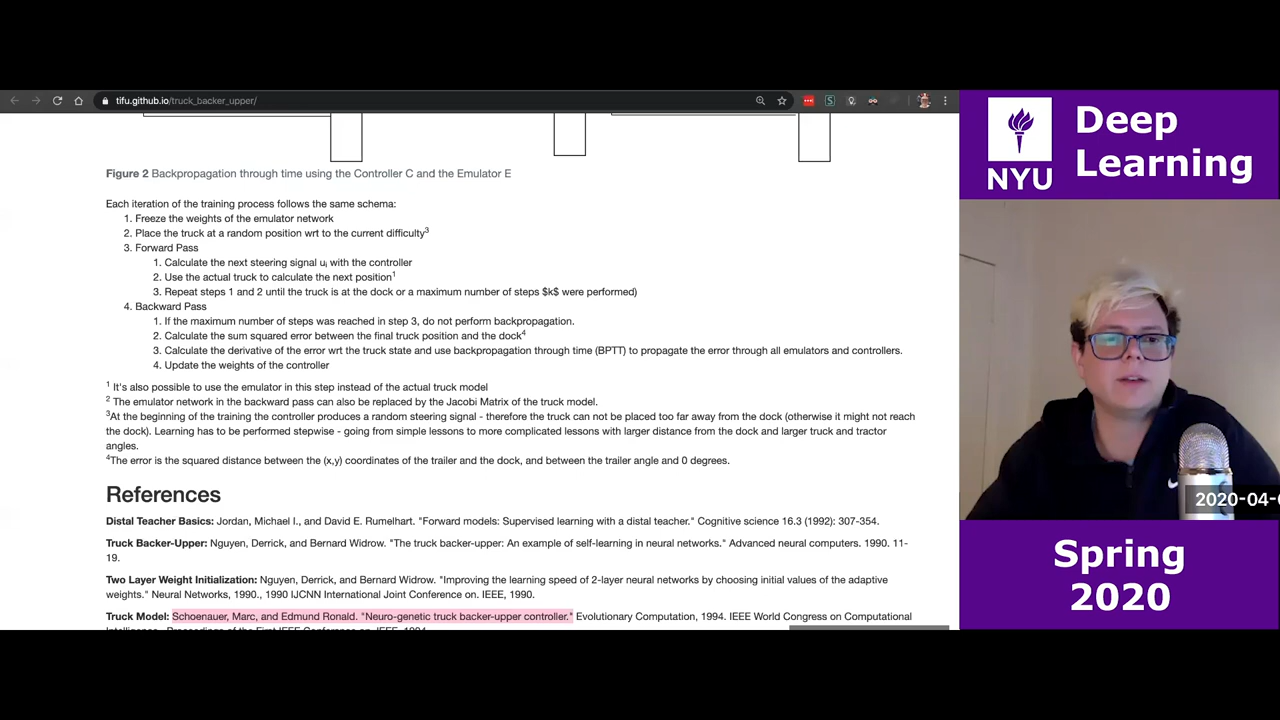 tifu.github.io/truck_backer_upper/
Figure 2 Backpropagation through time using the Controller C and the Emulator E
Each iteration of the training process follows the same schema:
1. Freeze the weights of the emulator network
2. Place the truck at a random position wrt to the current difficulty3
3. Forward Pass
1. Calculate the next steering signal ui with the controller
2. Use the actual truck to calculate the next position1
3. Repeat steps 1 and 2 until the truck is at the dock or a maximum number of steps $k$ were performed)
4. Backward Pass
1. If the maximum number of steps was reached in step 3, do not perform backpropagation.
2. Calculate the sum squared error between the final truck position and the dock4
3. Calculate the derivative of the error wrt the truck state and use backpropagation through time (BPTT) to propagate the error through all emulators and controllers.
4. Update the weights of the controller
1 It's also possible to use the emulator in this step instead of the actual truck model
2 The emulator network in the backward pass can also be replaced by the Jacobi Matrix of the truck model.
3At the beginning of the training the controller produces a random steering signal - therefore the truck can not be placed too far away from the dock (otherwise it might not reach
the dock). Learning has to be performed stepwise - going from simple lessons to more complicated lessons with larger distance from the dock and larger truck and tractor
angles.
4The error is the squared distance between the (x,y) coordinates of the trailer and the dock, and between the trailer angle and 0 degrees.
References
Distal Teacher Basics: Jordan, Michael I., and David E. Rumelhart. "Forward models: Supervised learning with a distal teacher." Cognitive science 16.3 (1992): 307-354.
Truck Backer-Upper: Nguyen, Derrick, and Bernard Widrow. "The truck backer-upper: An example of self-learning in neural networks." Advanced neural computers. 1990. 11-
19.
Two Layer Weight Initialization: Nguyen, Derrick, and Bernard Widrow. "Improving the learning speed of 2-layer neural networks by choosing initial values of the adaptive
weights." Neural Networks, 1990., 1990 IJCNN International Joint Conference on. IEEE, 1990.
Truck Model: Schoenauer, Marc, and Edmund Ronald. "Neuro-genetic truck backer-upper controller." Evolutionary Computation, 1994. IEEE World Congress on Computational
NYU
Deep
Learning
2020-04-0
Spring
2020